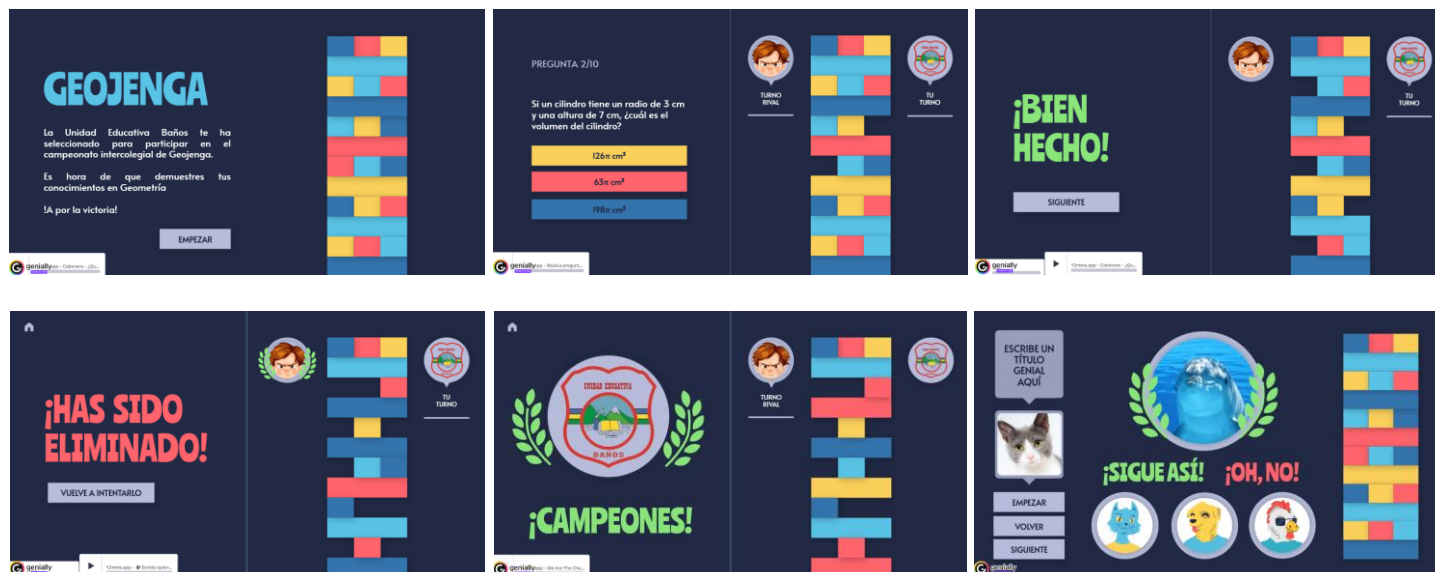 GEOJENGA
La Unidad Educativa Baños te ha
seleccionado para participar en el
campeonato intercolegial de Geojenga.
Es hora de que demuestres tus
conocimientos en Geometría
!A por la victoria!
EMPEZAR
genially
PREGUNTA 2/10
Si un cilindro tiene un radio de 3 cm
y una altura de 7 cm, ¿cuál es el
volumen del cilindro?
126π cm³
63π cm³
198π cm³
TURNO
RIVAL
TU
TURNO
genially
¡BIEN
HECHO!
SIGUIENTE
TU
TURNO
genially
¡HAS SIDO
ELIMINADO!
VUELVE A INTENTARLO
TU
TURNO
genially
UNIDAD EDUCATIVA
BAÑOS
¡CAMPEONES!
TURNO
RIVAL
genially
ESCRIBE UN
TÍTULO
GENIAL
AQUÍ
¡SIGUE ASÍ! ¡OH, NO!
EMPEZAR
VOLVER
SIGUIENTE
genially